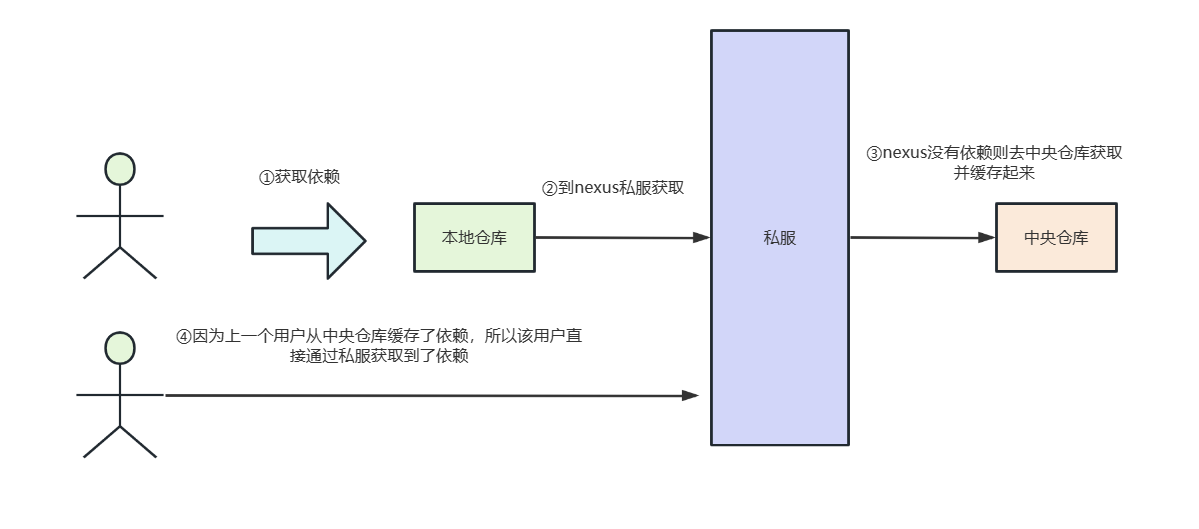 ①获取依赖
②到nexus私服获取
③nexus没有依赖则去中央仓库获取
并缓存起来
本地仓库
私服
中央仓库
④因为上一个用户从中央仓库缓存了依赖，所以该用户直
接通过私服获取到了依赖